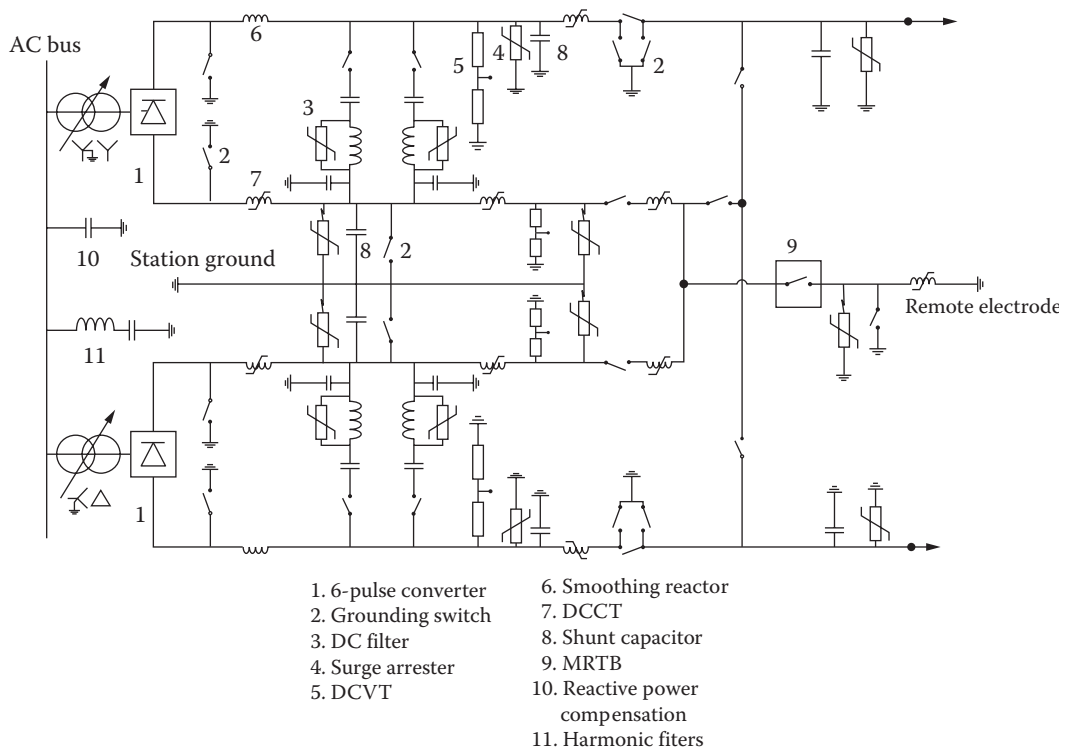 AC bus
6
5
4
8
2
3
2
1
7
10
Station ground
8
2
9
Remote electrode
11
1
1. 6-pulse converter
2. Grounding switch
3. DC filter
4. Surge arrester
5. DCVT
6. Smoothing reactor
7. DCCT
8. Shunt capacitor
9. MRTB
10. Reactive power
compensation
11. Harmonic fiters